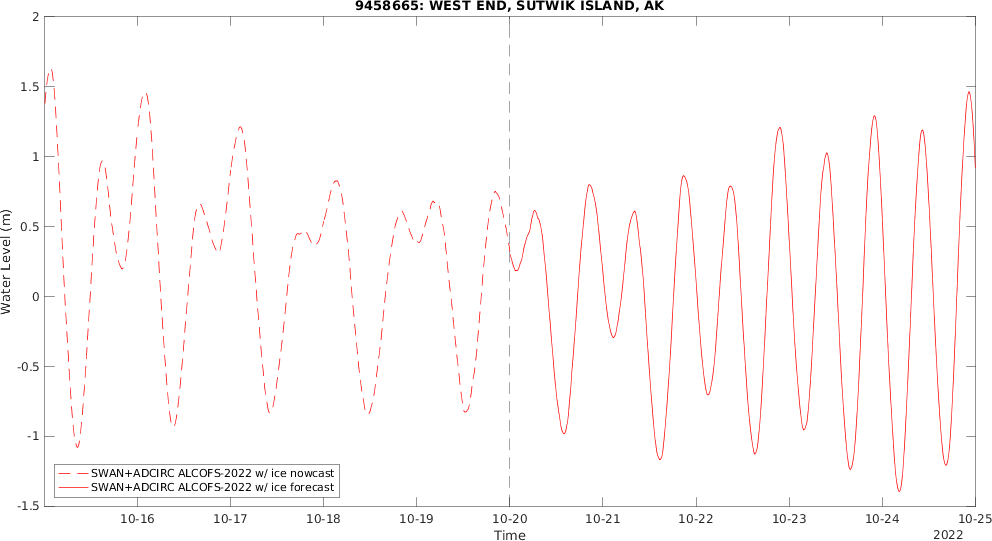 9458665: WEST END, SUTWIK ISLAND, AK
2
1.5
1
0.5
0
-0.5
-1
-1.5
Water Level (m)
SWAN+ADCIRC ALCOFS-2022 w/ ice nowcast
SWAN+ADCIRC ALCOFS-2022 w/ ice forecast
10-16 10-17 10-18 10-19 10-20 10-21 10-22 10-23 10-24 10-25
Time
2022